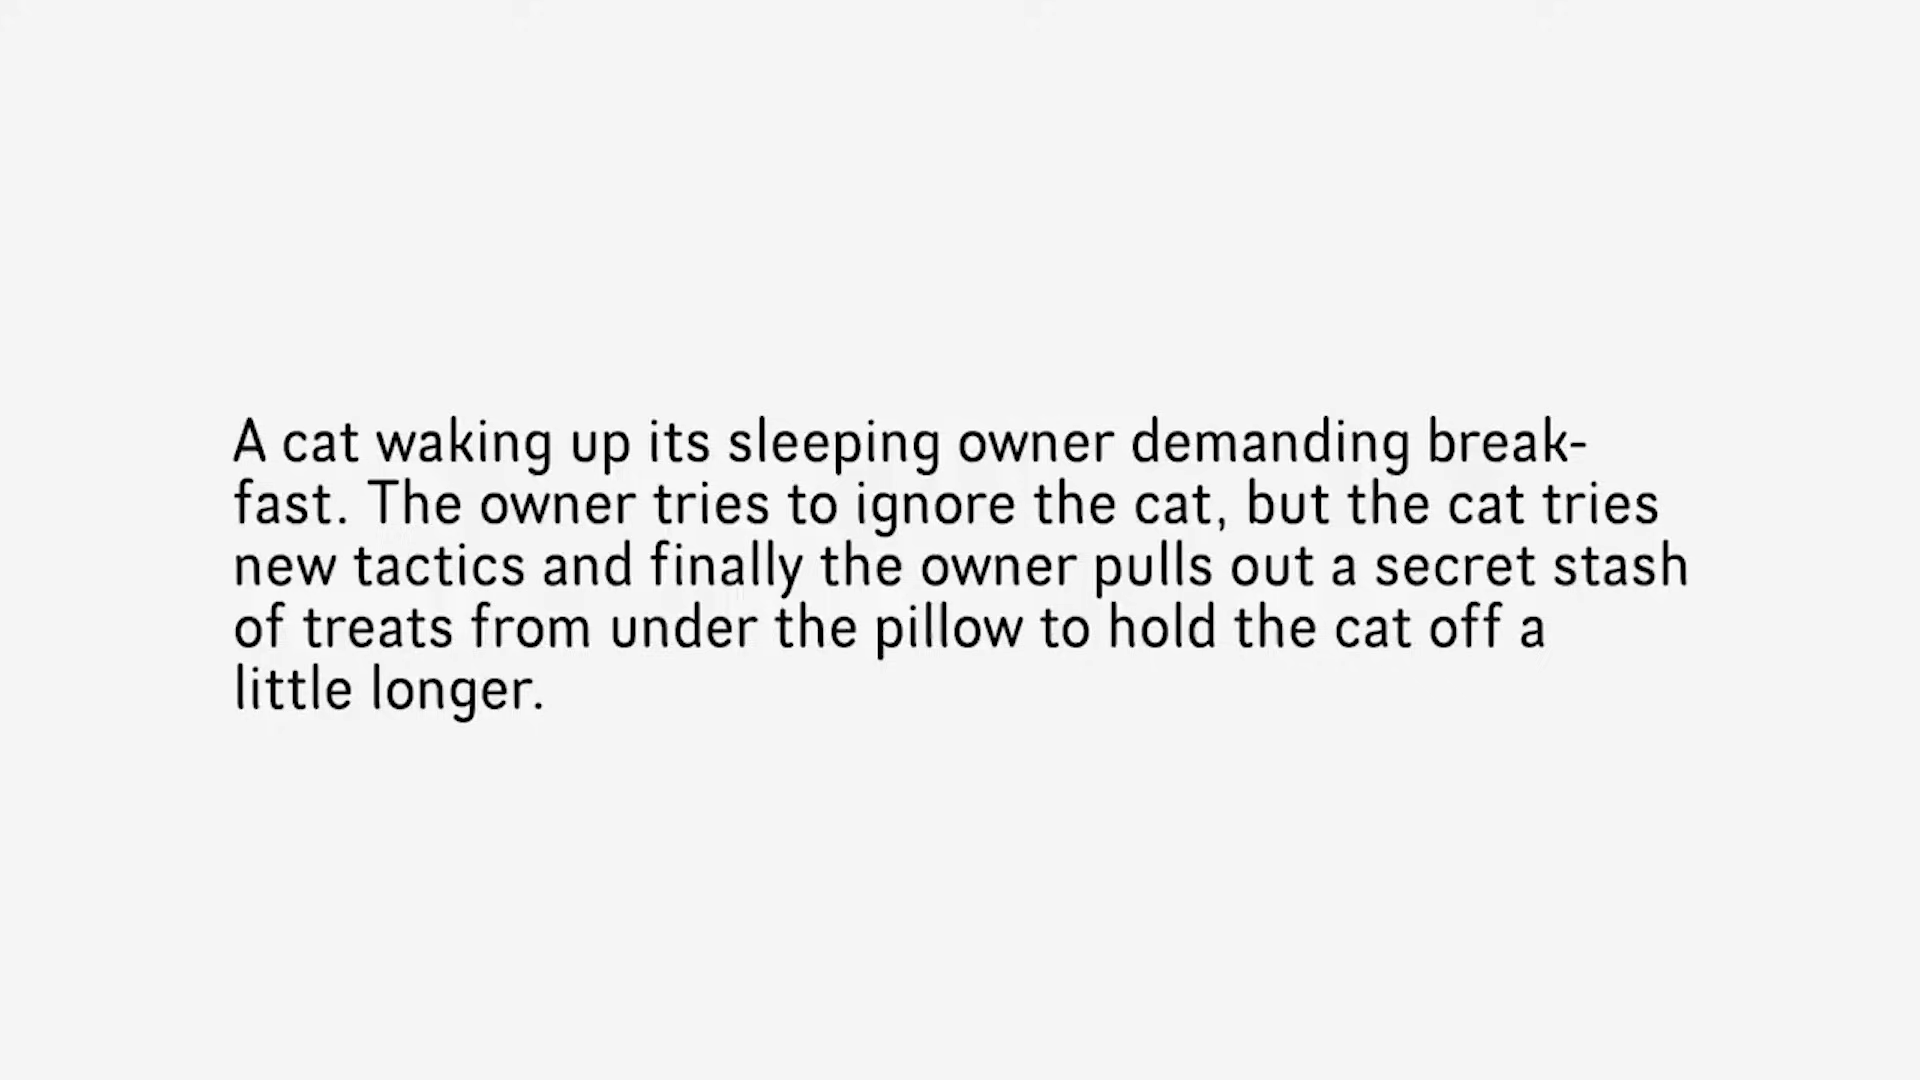 A cat waking up its sleeping owner demanding break-
fast. The owner tries to ignore the cat, but the cat tries
new tactics and finally the owner pulls out a secret stash
of treats from under the pillow to hold the cat off a
little longer.